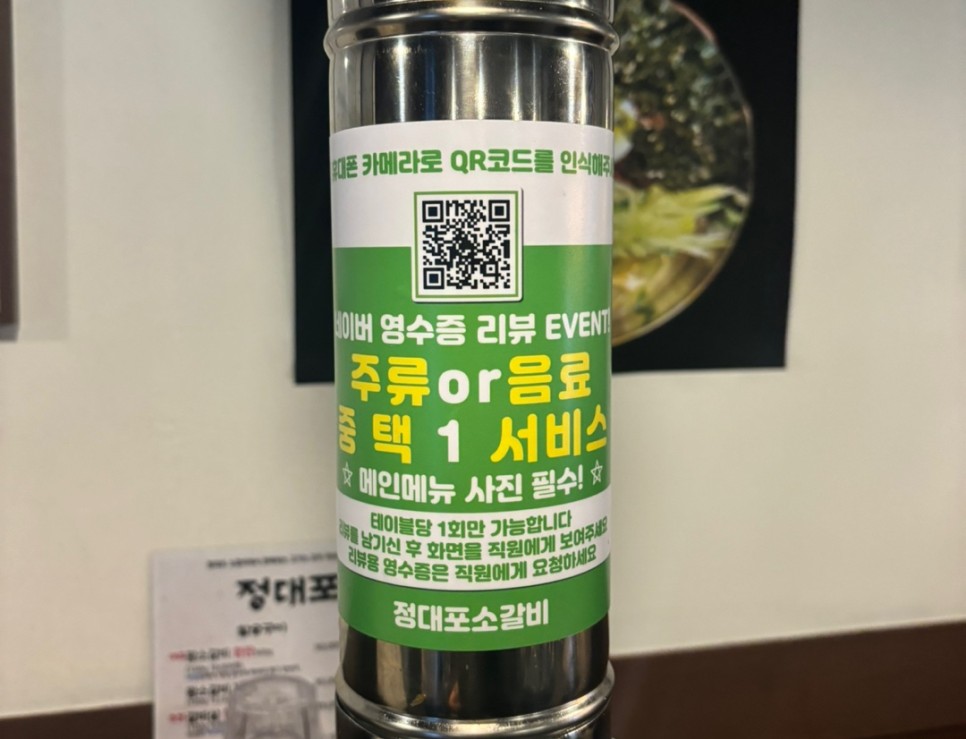 휴대폰 카메라로 QR코드를 인식해주
네이버 영수증 리뷰 EVENT!
주류or음료
중 택 1 서비스
☆ 메인메뉴 사진 필수! ☆
테이블당 1회만 가능합니다
리뷰를 남기신 후 화면을 직원에게 보여주세요
리뷰용 영수증은 직원에게 요청하세요
정대포소갈비
정대포